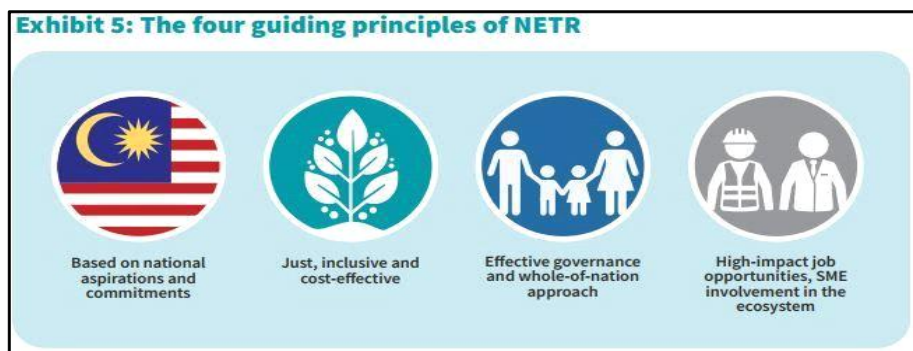 Exhibit 5: The four guiding principles of NETR
Based on national
aspirations and
commitments
Just, inclusive and
cost-effective
Effective governance
and whole-of-nation
approach
High-impact job
opportunities, SME
involvement in the
ecosystem